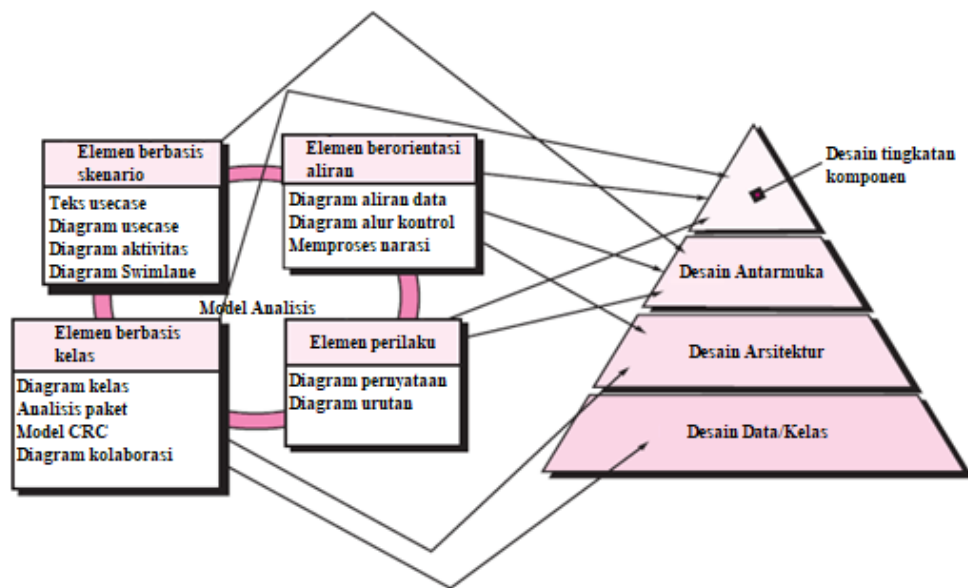 Elemen berbasis
skenario
Teks usecase
Diagram usecase
Diagram aktivitas
Diagram Swimlane
Elemen berorientasi
aliran
Diagram aliran data
Diagram alur kontrol
Memproses narasi
Model Analisis
Elemen berbasis
kelas
Diagram kelas
Analisis paket
Model CRC
Diagram kolaborasi
Elemen perilaku
Diagram pernyataan
Diagram urutan
Desain tingkatan
komponen
Desain Antarmuka
Desain Arsitektur
Desain Data/Kelas